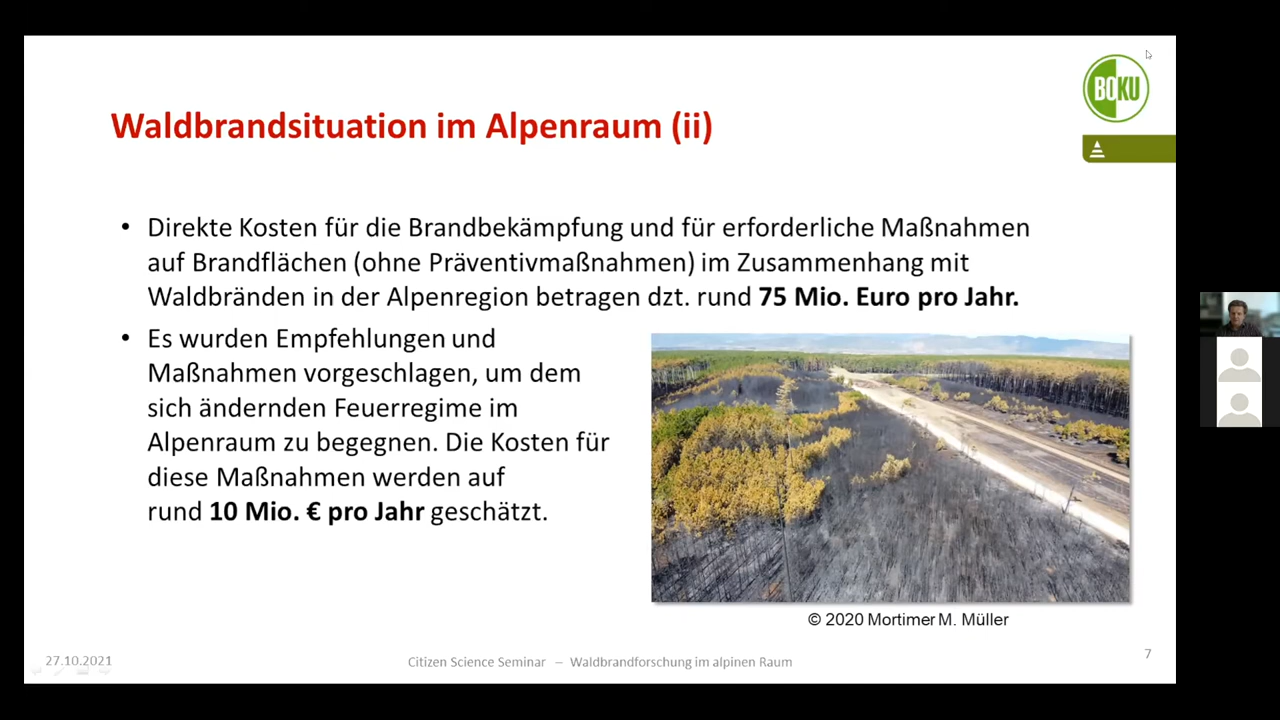 BOKU
Waldbrandsituation im Alpenraum (ii)
• Direkte Kosten für die Brandbekämpfung und für erforderliche Maßnahmen
auf Brandflächen (ohne Präventivmaßnahmen) im Zusammenhang mit
Waldbränden in der Alpenregion betragen dzt. rund 75 Mio. Euro pro Jahr.
• Es wurden Empfehlungen und
Maßnahmen vorgeschlagen, um dem
sich ändernden Feuerregime im
Alpenraum zu begegnen. Die Kosten für
diese Maßnahmen werden auf
rund 10 Mio. € pro Jahr geschätzt.
© 2020 Mortimer M. Müller
27.10.2021
Citizen Science Seminar – Waldbrandforschung im alpinen Raum
7